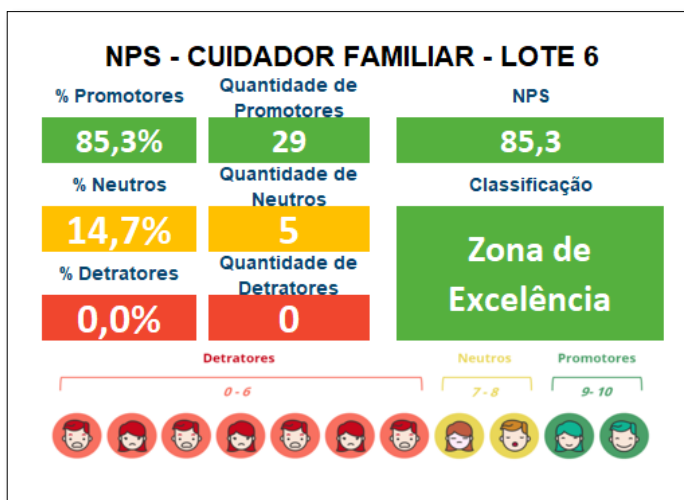 NPS - CUIDADOR FAMILIAR - LOTE 6
% Promotores
Quantidade de
Promotores
NPS
85,3%
29
85,3
% Neutros
Quantidade de
Neutros
Classificação
14,7%
5
Zona de
Excelência
% Detratores
Quantidade de
Detratores
0,0%
0
Detratores
Neutros
Promotores
0 - 6
7 - 8
9- 10